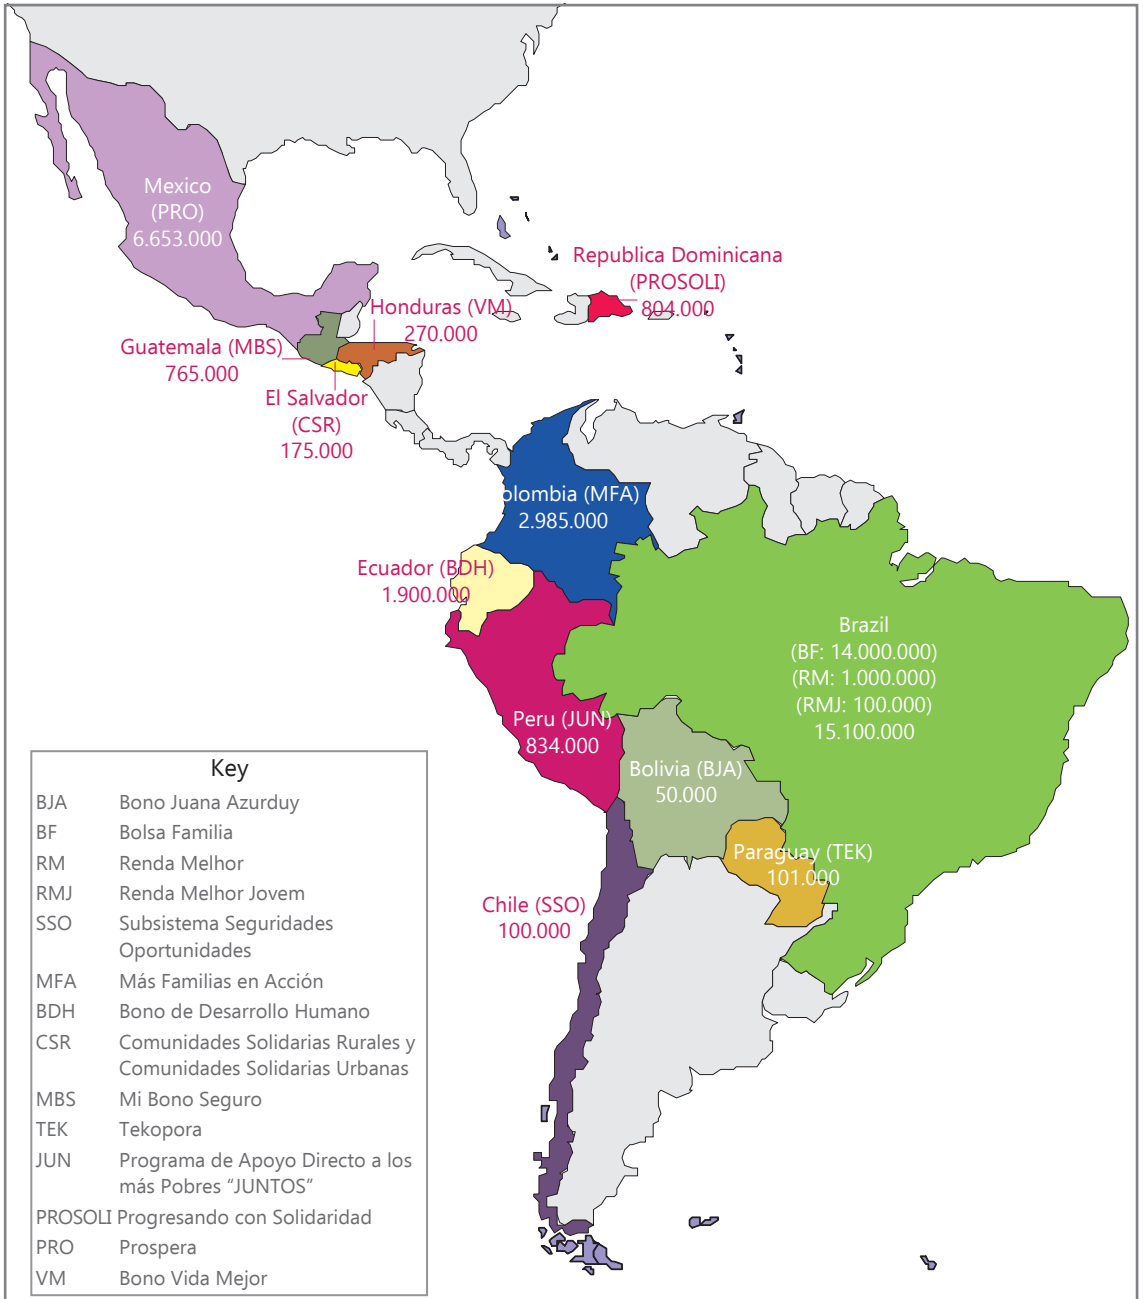 Mexico
(PRO)
6.653.000
Republica Dominicana
(PROSOLI)
804.000
Honduras (VM)
270.000
Guatemala (MBS)
765.000
El Salvador
(CSR)
175.000
olombia (MFA)
2.985.000
Ecuador (BDH)
1.900.000
Brazil
(BF: 14.000.000)
(RM: 1.000.000)
(RMJ: 100.000)
15.100.000
Peru (JUN)
834.000
Bolivia (BJA)
50.000
Paraguay (TEK)
101.000
Chile (SSO)
100.000
Key
BJA Bono Juana Azurduy
BF Bolsa Familia
RM Renda Melhor
RMJ Renda Melhor Jovem
SSO Subsistema Seguridades
Oportunidades
MFA Más Familias en Acción
BDH Bono de Desarrollo Humano
CSR Comunidades Solidarias Rurales y
Comunidades Solidarias Urbanas
MBS Mi Bono Seguro
TEK Tekopora
JUN Programa de Apoyo Directo a los
más Pobres “JUNTOS”
PROSOLI Progresando con Solidaridad
PRO Prospera
VM Bono Vida Mejor